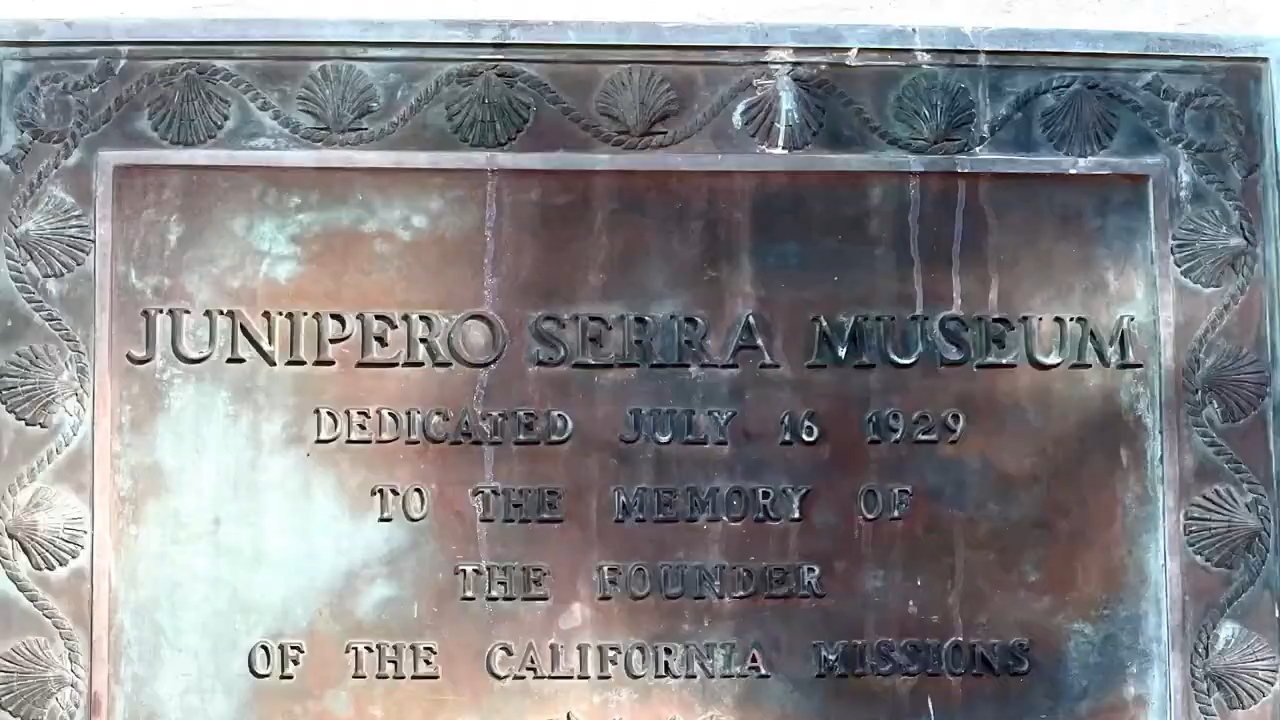 JUNIPERO SERRA MUSEUM
DEDICATED JULY 16 1929
TO THE MEMORY OF
THE FOUNDER
OF THE CALIFORNIA MISSIONS